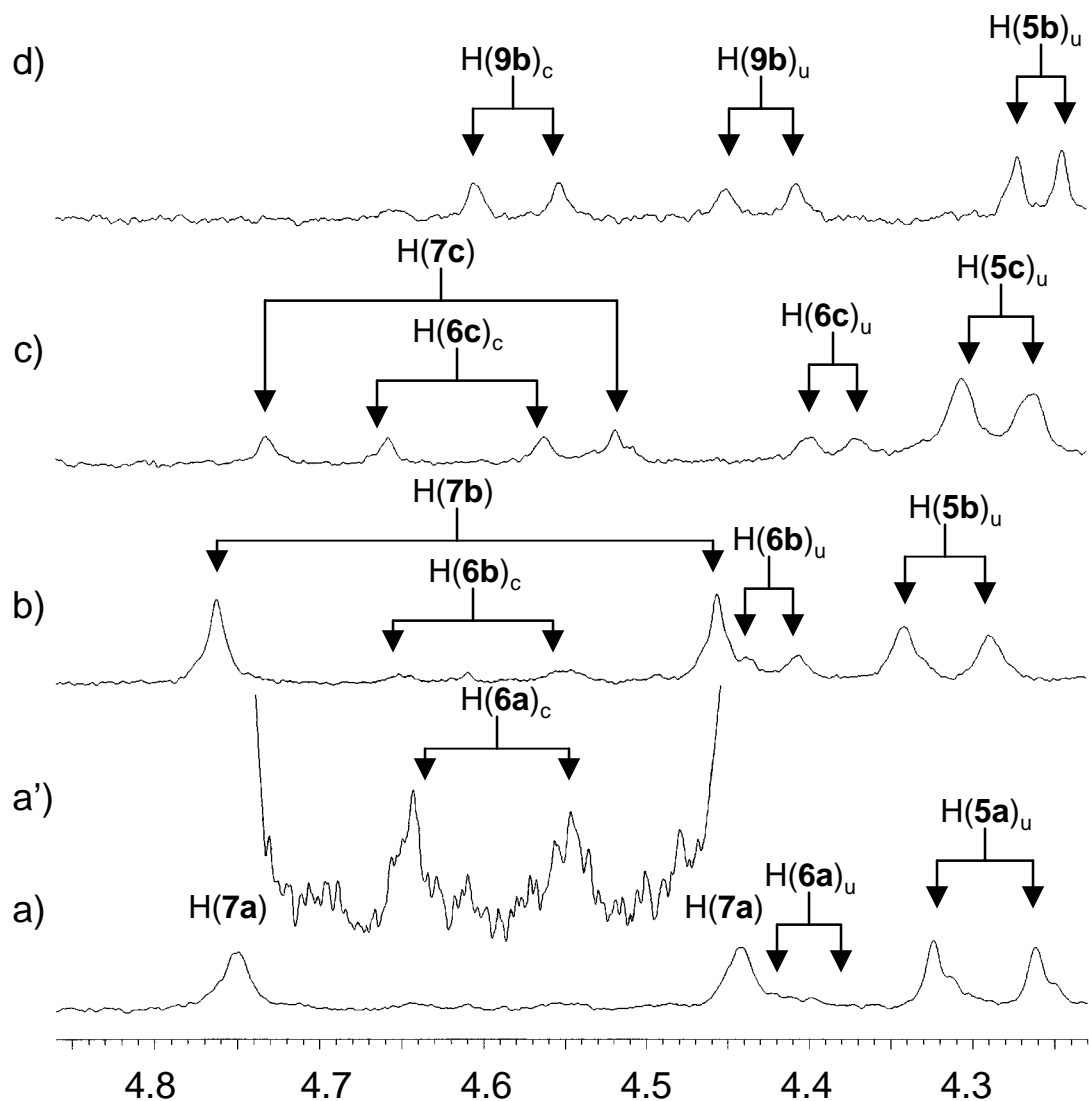 d) H(9b)c H(9b)u H(5b)u
c) H(7c) H(6c)c H(6c)u H(5c)u
b) H(7b) H(6b)c H(6b)u H(5b)u
a') H(6a)c
a) H(7a) H(7a) H(6a)u H(5a)u
4.8 4.7 4.6 4.5 4.4 4.3